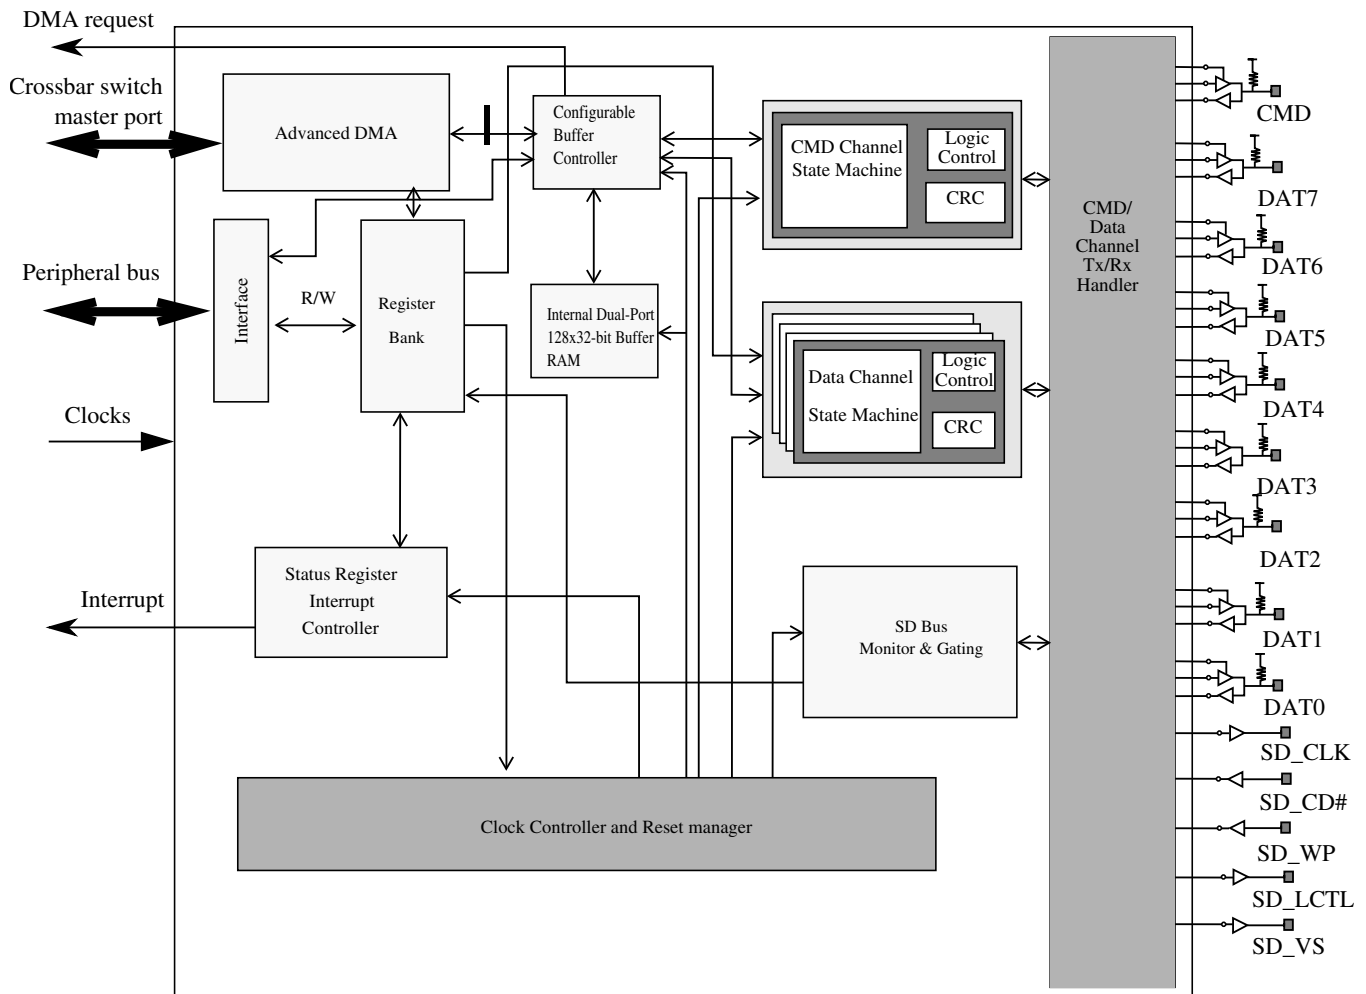 DMA request
Crossbar switch
master port
Peripheral bus
Clocks
Interrupt
Advanced DMA
Configurable
Buffer
Controller
Interface
R/W
Register
Bank
Internal Dual-Port
128x32-bit Buffer
RAM
Status Register
Interrupt
Controller
CMD Channel
State Machine
Logic
Control
CRC
Data Channel
State Machine
Logic
Control
CRC
SD Bus
Monitor & Gating
Clock Controller and Reset manager
CMD/
Data
Channel
Tx/Rx
Handler
CMD
DAT7
DAT6
DAT5
DAT4
DAT3
DAT2
DAT1
DAT0
SD_CLK
SD_CD#
SD_WP
SD_LCTL
SD_VS